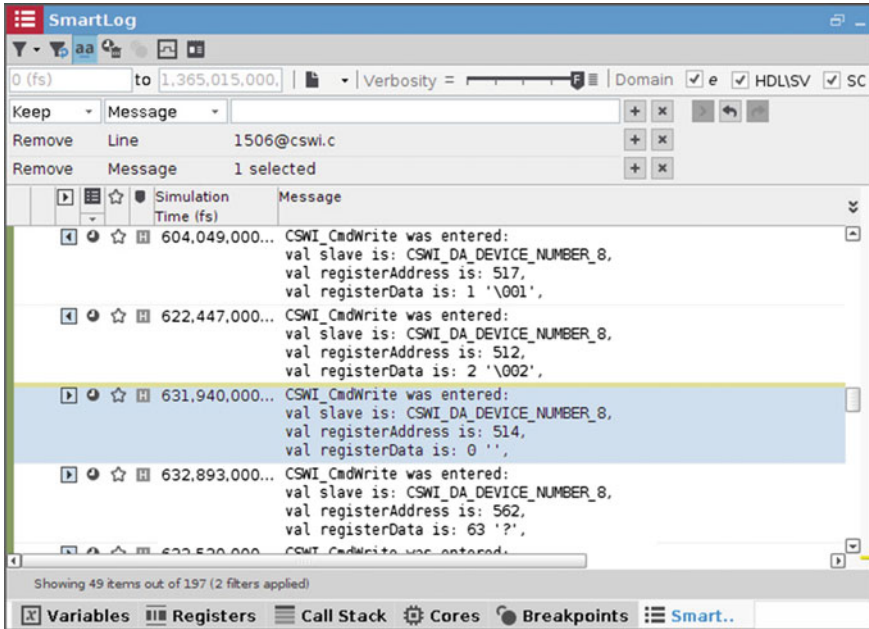 SmartLog
aa
0 (fs) to 1,365,015,000, Verbosity = F Domain e HDL\SV SC
Keep Message
Remove Line 1506@cswi.c
Remove Message 1 selected
Simulation Message
Time (fs)
H 604,049,000... CSWI_CmdWrite was entered:
val slave is: CSWI_DA_DEVICE_NUMBER_8,
val registerAddress is: 517,
val registerData is: 1 '\001',
H 622,447,000... CSWI_CmdWrite was entered:
val slave is: CSWI_DA_DEVICE_NUMBER_8,
val registerAddress is: 512,
val registerData is: 2 '\002',
H 631,940,000... CSWI_CmdWrite was entered:
val slave is: CSWI_DA_DEVICE_NUMBER_8,
val registerAddress is: 514,
val registerData is: 0 '',
H 632,893,000... CSWI_CmdWrite was entered:
val slave is: CSWI_DA_DEVICE_NUMBER_8,
val registerAddress is: 562,
val registerData is: 63 '?',
CSWI_CmdWrite was entered:
Showing 49 items out of 197 (2 filters applied)
x Variables Registers Call Stack Cores Breakpoints Smart..